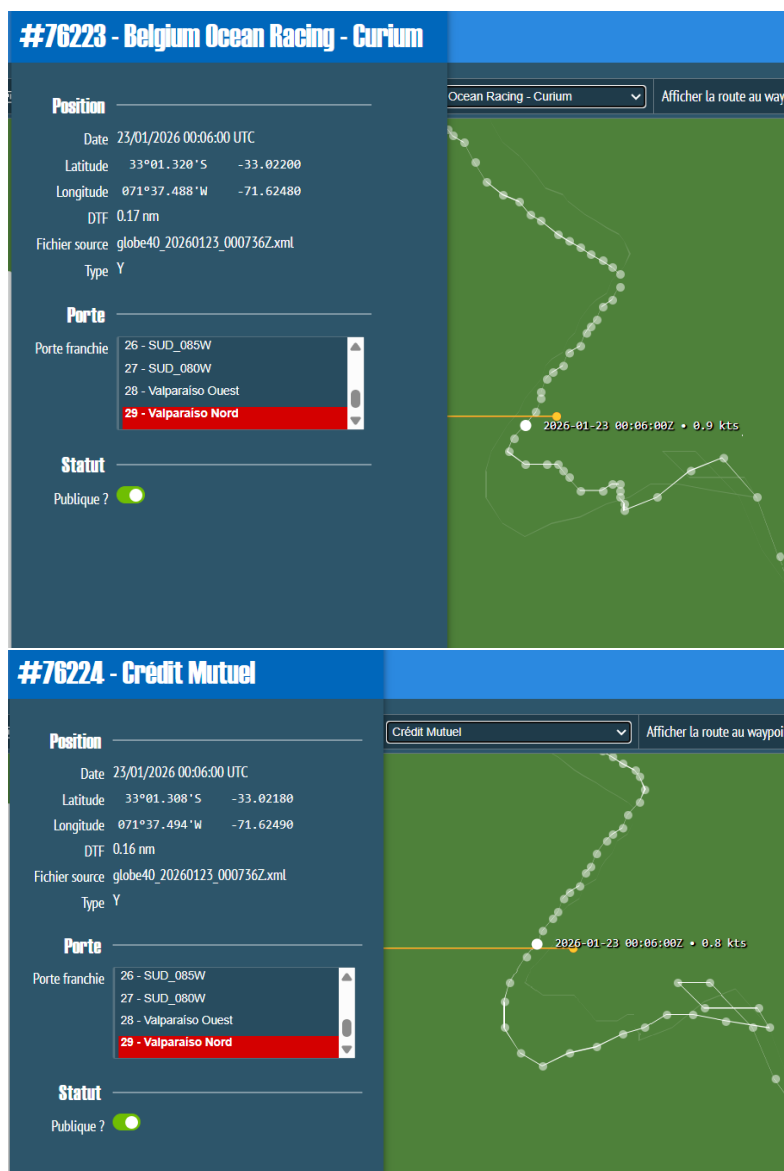 ##76223 - Belgium Ocean Racing - Curium
Ocean Racing - Curium
Afficher la route au way
Position
Date 23/01/2026 00:06:00 UTC
Latitude 33°01.320'S -33.02200
Longitude 071°37.488'W -71.62480
DTF 0.17 nm
Fichier source globe40_20260123_000736Z.xml
Type Y
Porte
Porte franchie
26 - SUD_085W
27 - SUD_080W
28 - Valparaíso Ouest
29 - Valparaíso Nord
2026-01-23 00:06:00Z • 0.9 kts
Statut
Publique ?
#76224 - Crédit Mutuel
Crédit Mutuel
Afficher la route au waypoi
Position
Date 23/01/2026 00:06:00 UTC
Latitude 33°01.308'S -33.02180
Longitude 071°37.494'W -71.62490
DTF 0.16 nm
Fichier source globe40_20260123_000736Z.xml
Type Y
Porte
Porte franchie
26 - SUD_085W
27 - SUD_080W
28 - Valparaíso Ouest
29 - Valparaíso Nord
2026-01-23 00:06:00Z • 0.8 kts
Statut
Publique ?